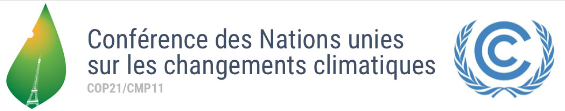 Conférence des Nations unies
sur les changements climatiques
COP21/CMP11